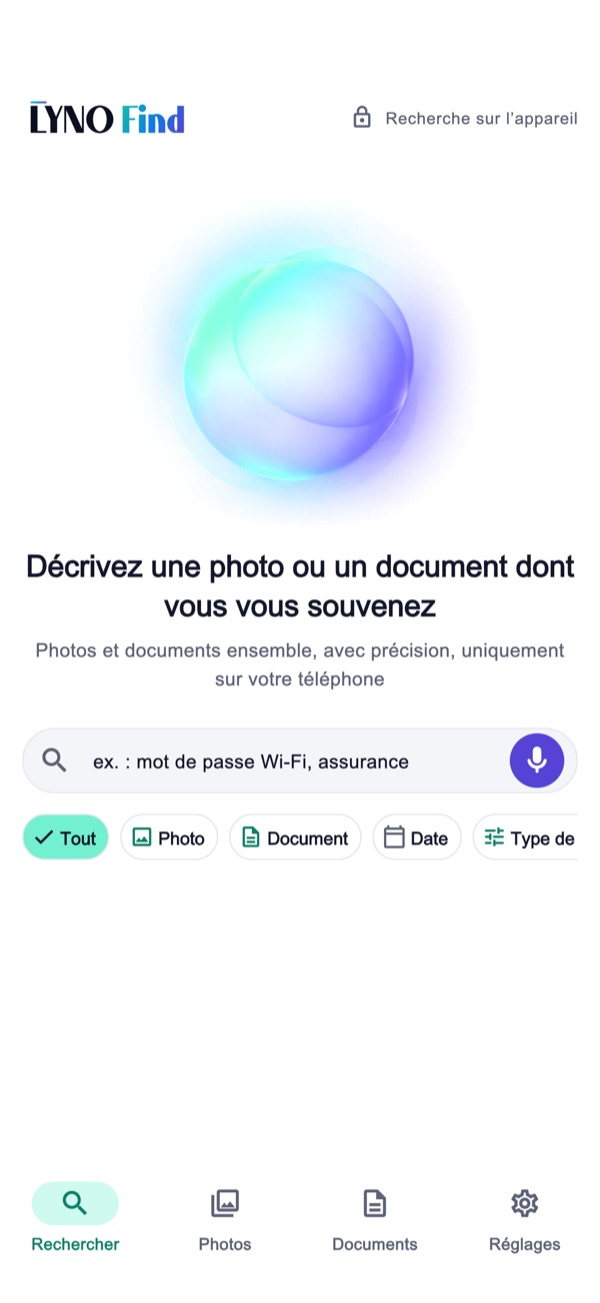 LYNO Find
Recherche sur l'appareil
Décrivez une photo ou un document dont
vous vous souvenez
Photos et documents ensemble, avec précision, uniquement
sur votre téléphone
ex. : mot de passe Wi-Fi, assurance
Tout
Photo
Document
Date
Type de
Rechercher
Photos
Documents
Réglages